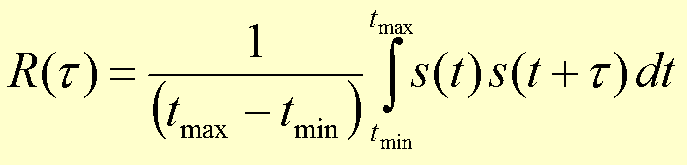 R(τ) = 1/(t_max − t_min) ∫_{t_min}^{t_max} s(t) s(t + τ) dt